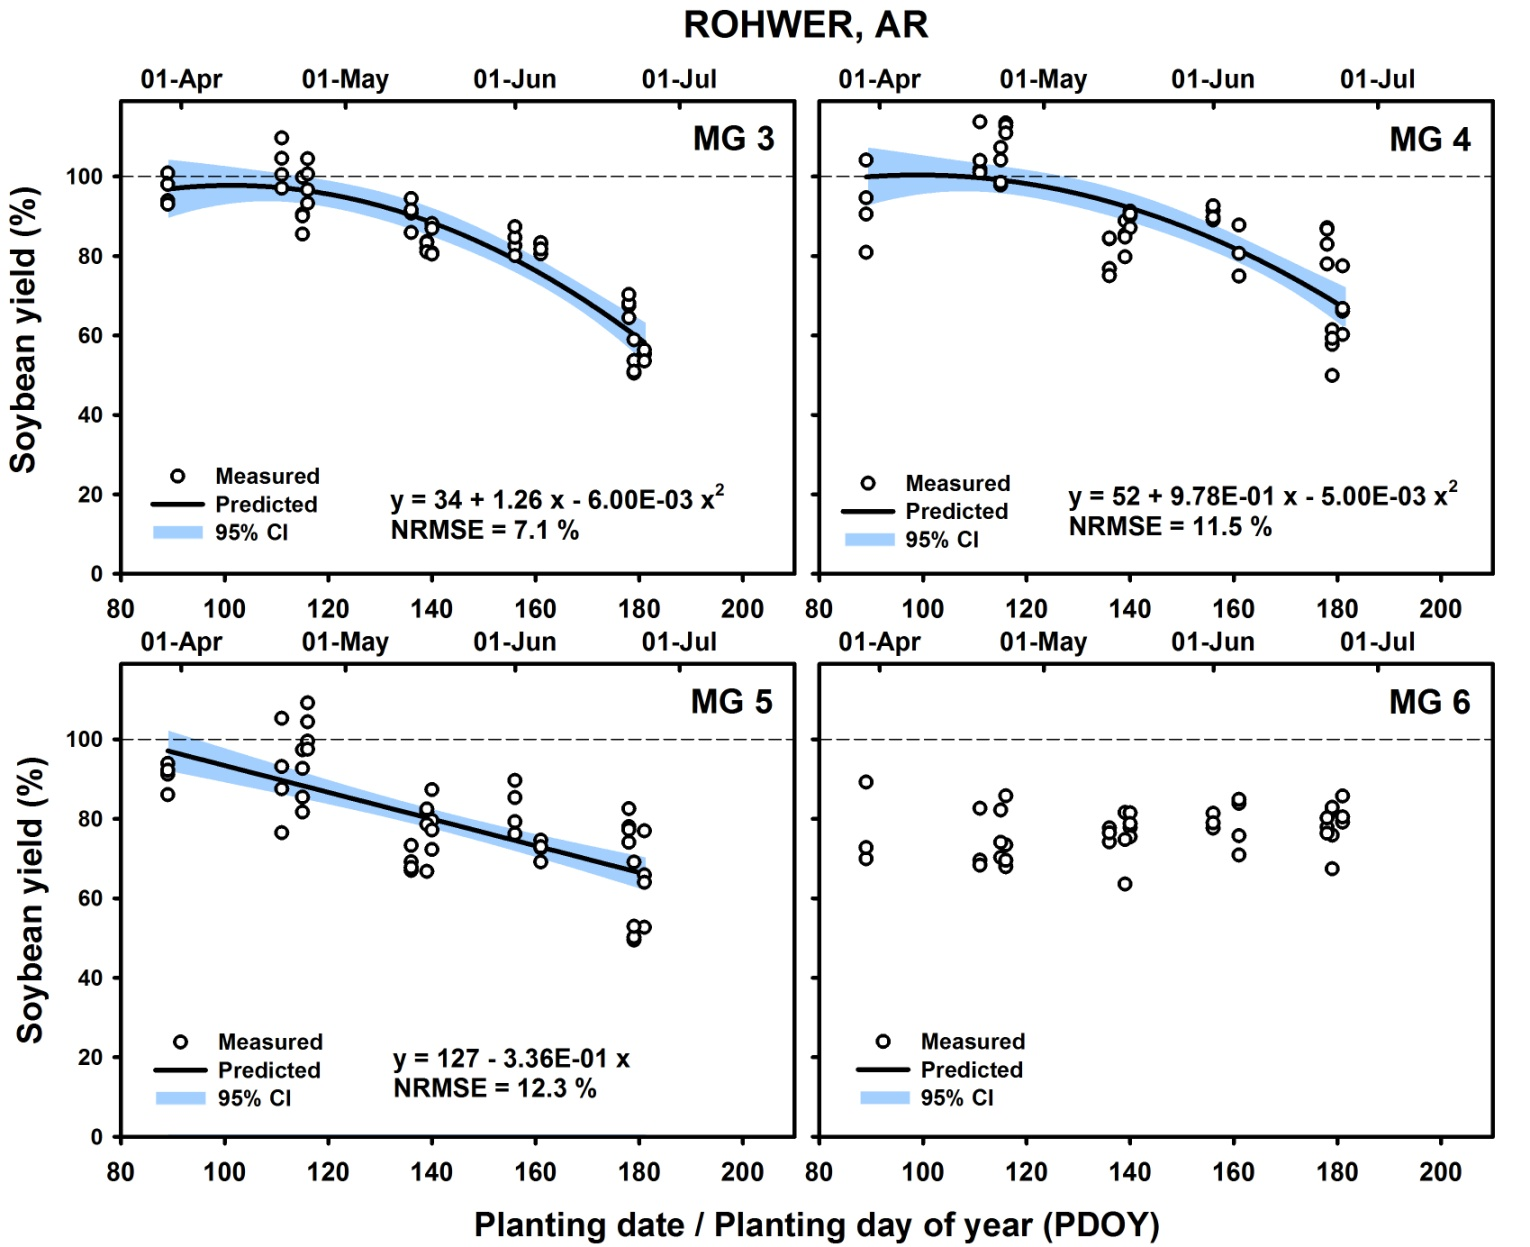 ROHWER, AR
01-Apr 01-May 01-Jun 01-Jul 01-Apr 01-May 01-Jun 01-Jul
MG 3 MG 4
Soybean yield (%)
100
80
60
40
20
0
Measured
Predicted
95% CI
y = 34 + 1.26 x - 6.00E-03 x²
NRMSE = 7.1 %
Measured
Predicted
95% CI
y = 52 + 9.78E-01 x - 5.00E-03 x²
NRMSE = 11.5 %
80 100 120 140 160 180 200 80 100 120 140 160 180 200
01-Apr 01-May 01-Jun 01-Jul 01-Apr 01-May 01-Jun 01-Jul
MG 5 MG 6
Soybean yield (%)
100
80
60
40
20
0
Measured
Predicted
95% CI
y = 127 - 3.36E-01 x
NRMSE = 12.3 %
Measured
Predicted
95% CI
80 100 120 140 160 180 200 80 100 120 140 160 180 200
Planting date / Planting day of year (PDOY)